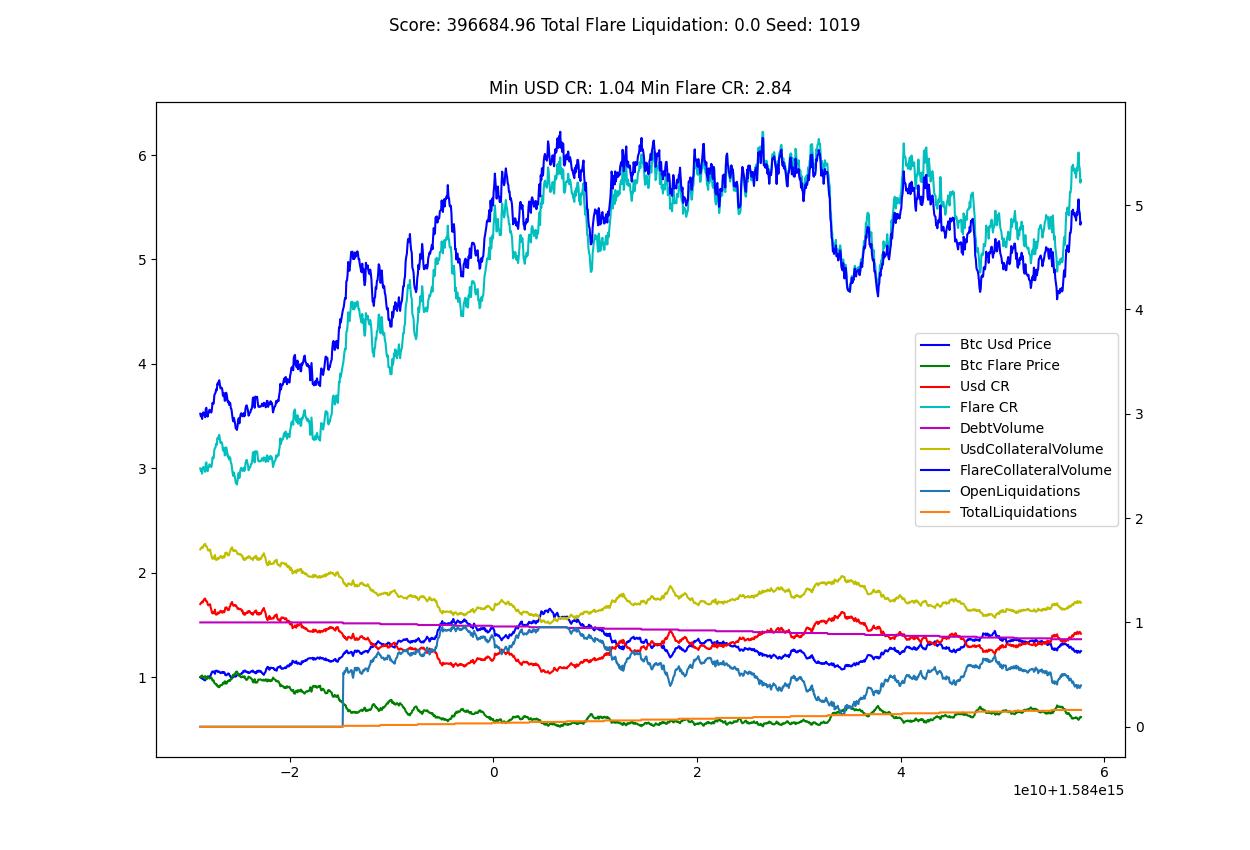 Score: 396684.96 Total Flare Liquidation: 0.0 Seed: 1019
Min USD CR: 1.04 Min Flare CR: 2.84
6
5
4
3
2
1
5
4
3
2
1
0
Btc Usd Price
Btc Flare Price
Usd CR
Flare CR
DebtVolume
UsdCollateralVolume
FlareCollateralVolume
OpenLiquidations
TotalLiquidations
−2 0 2 4 6
1e10+1.584e15